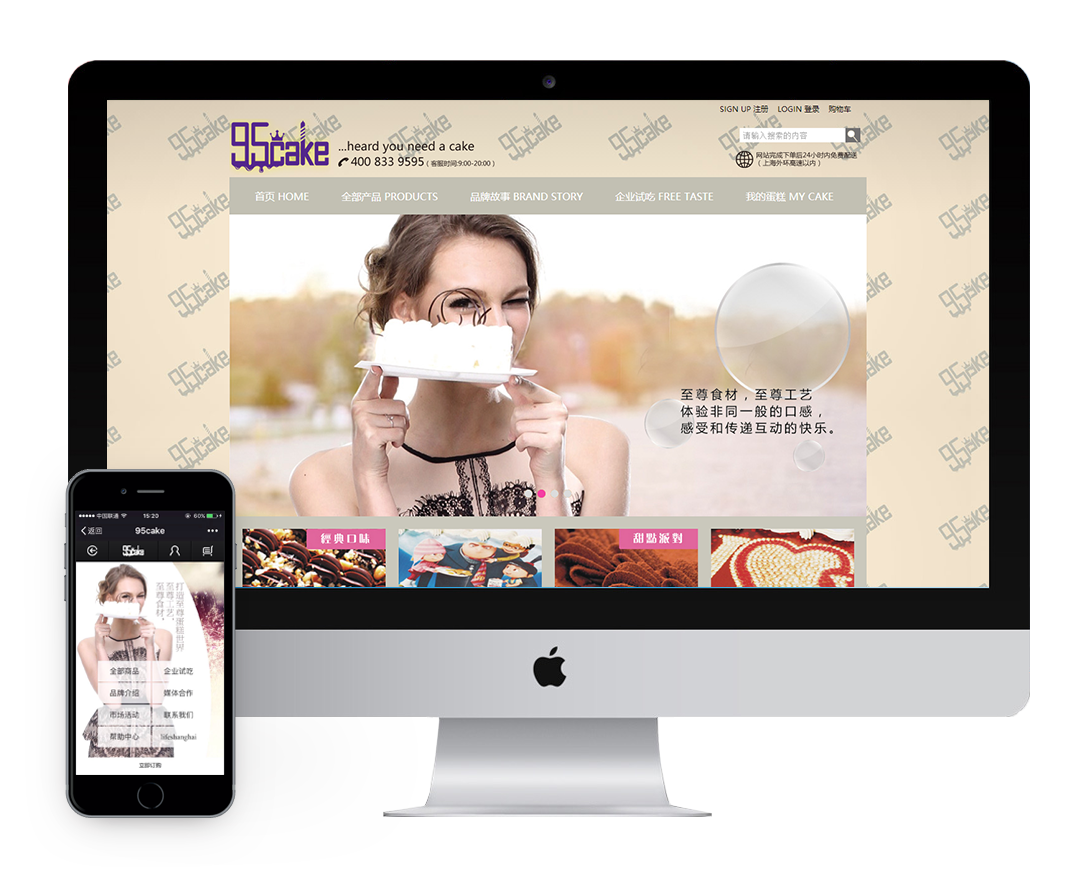 SIGN UP 注册 LOGIN 登录 购物车
95cake
...heard you need a cake
400 833 9595 ( 客服时间:9:00-20:00 )
请输入搜索的内容
网站完成下单后24小时内免费配送
( 上海外环高速以内 )
首页 HOME 全部产品 PRODUCTS 品牌故事 BRAND STORY 企业试吃 FREE TASTE 我的蛋糕 MY CAKE
至尊食材，至尊工艺
体验非同一般的口感，
感受和传递互动的快乐。
經典口味
甜點派對
中国联通 15:20 60%
返回 95cake
95cake
打造至尊蛋糕世界
至尊工艺，
至尊食材，
全部商品 企业试吃
品牌介绍 媒体合作
市场活动 联系我们
帮助中心 lifeshanghai
立即订购